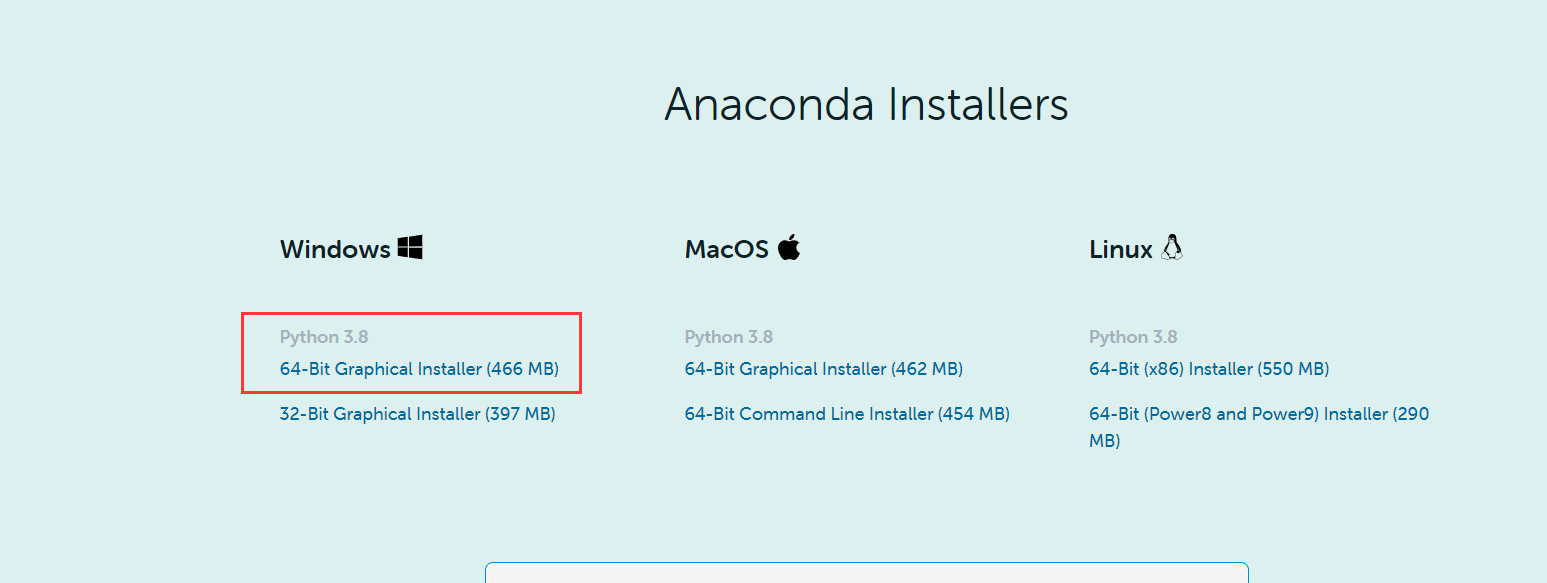 Anaconda Installers
Windows
Python 3.8
64-Bit Graphical Installer (466 MB)
32-Bit Graphical Installer (397 MB)
MacOS
Python 3.8
64-Bit Graphical Installer (462 MB)
64-Bit Command Line Installer (454 MB)
Linux
Python 3.8
64-Bit (x86) Installer (550 MB)
64-Bit (Power8 and Power9) Installer (290
MB)